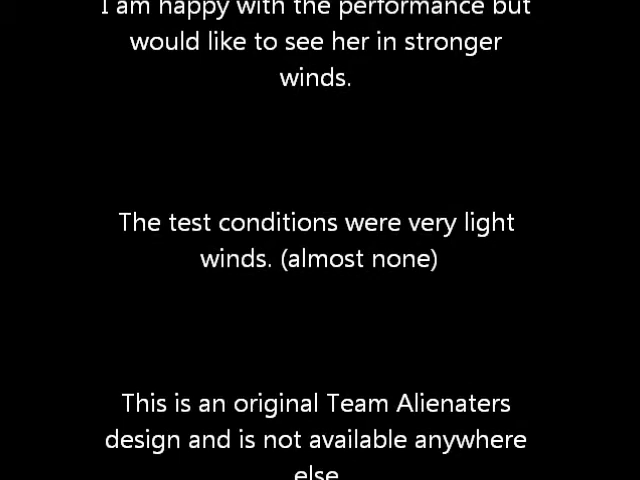 I am happy with the performance but
would like to see her in stronger
winds.
The test conditions were very light
winds. (almost none)
This is an original Team Alienaters
design and is not available anywhere
else